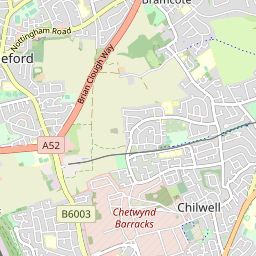 Bramcote
Nottingham Road
eford
Brian Clough Way
A52
B6003
Chetwynd
Barracks
Chilwell